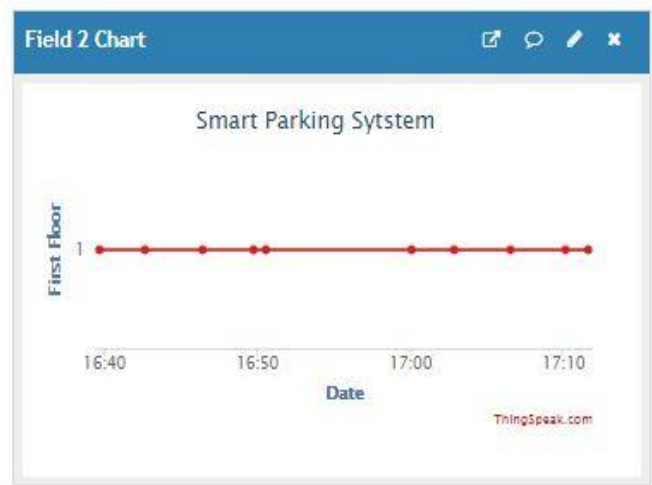 Field 2 Chart
Smart Parking Sytstem
First Floor
1
16:40 16:50 17:00 17:10
Date
ThingSpeak.com